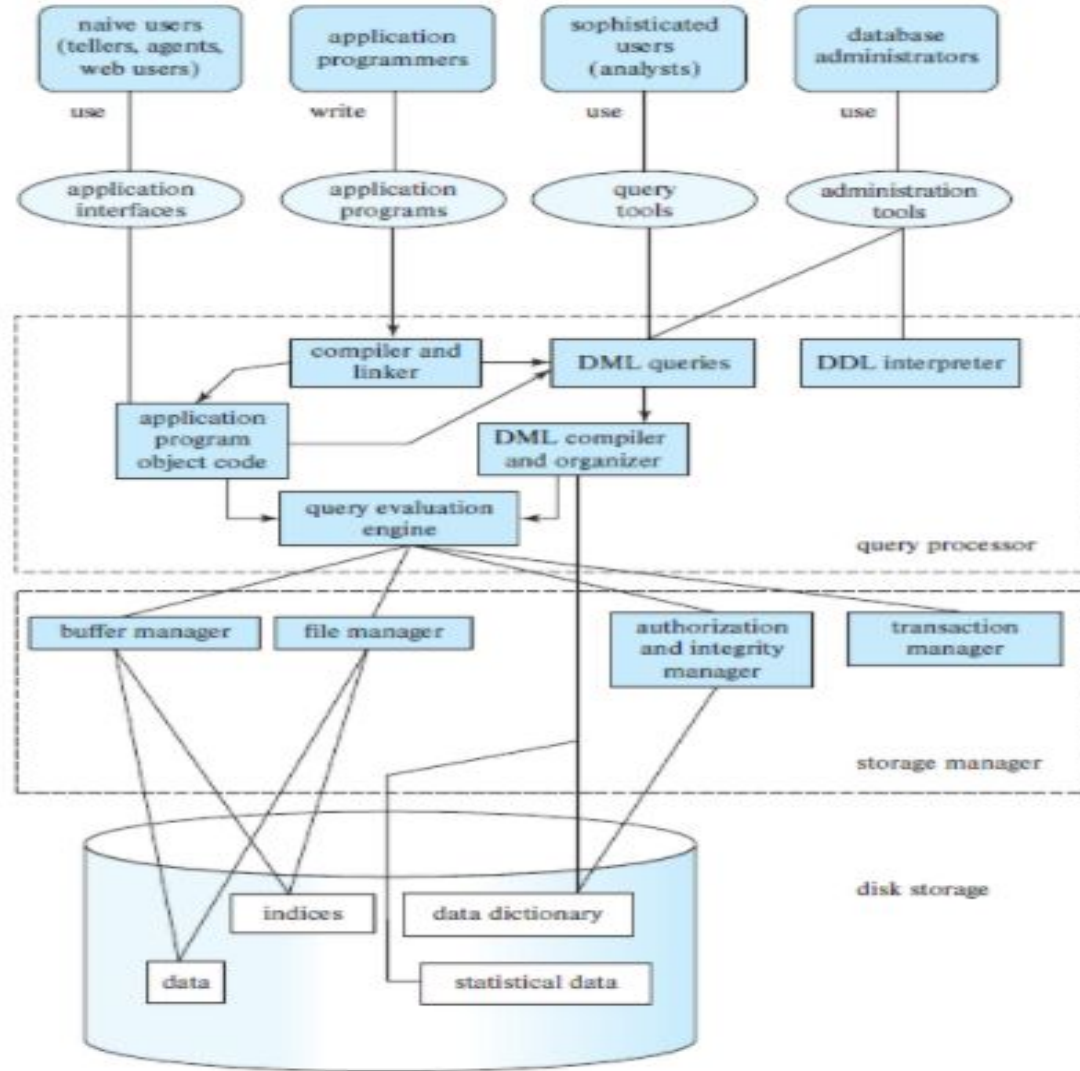 naive users
(tellers, agents,
web users)
application
programmers
sophisticated
users
(analysts)
database
administrators
use
write
use
use
application
interfaces
application
programs
query
tools
administration
tools
compiler and
linker
DML queries
DDL interpreter
application
program
object code
DML compiler
and organizer
query evaluation
engine
query processor
buffer manager
file manager
authorization
and integrity
manager
transaction
manager
storage manager
disk storage
indices
data dictionary
data
statistical data